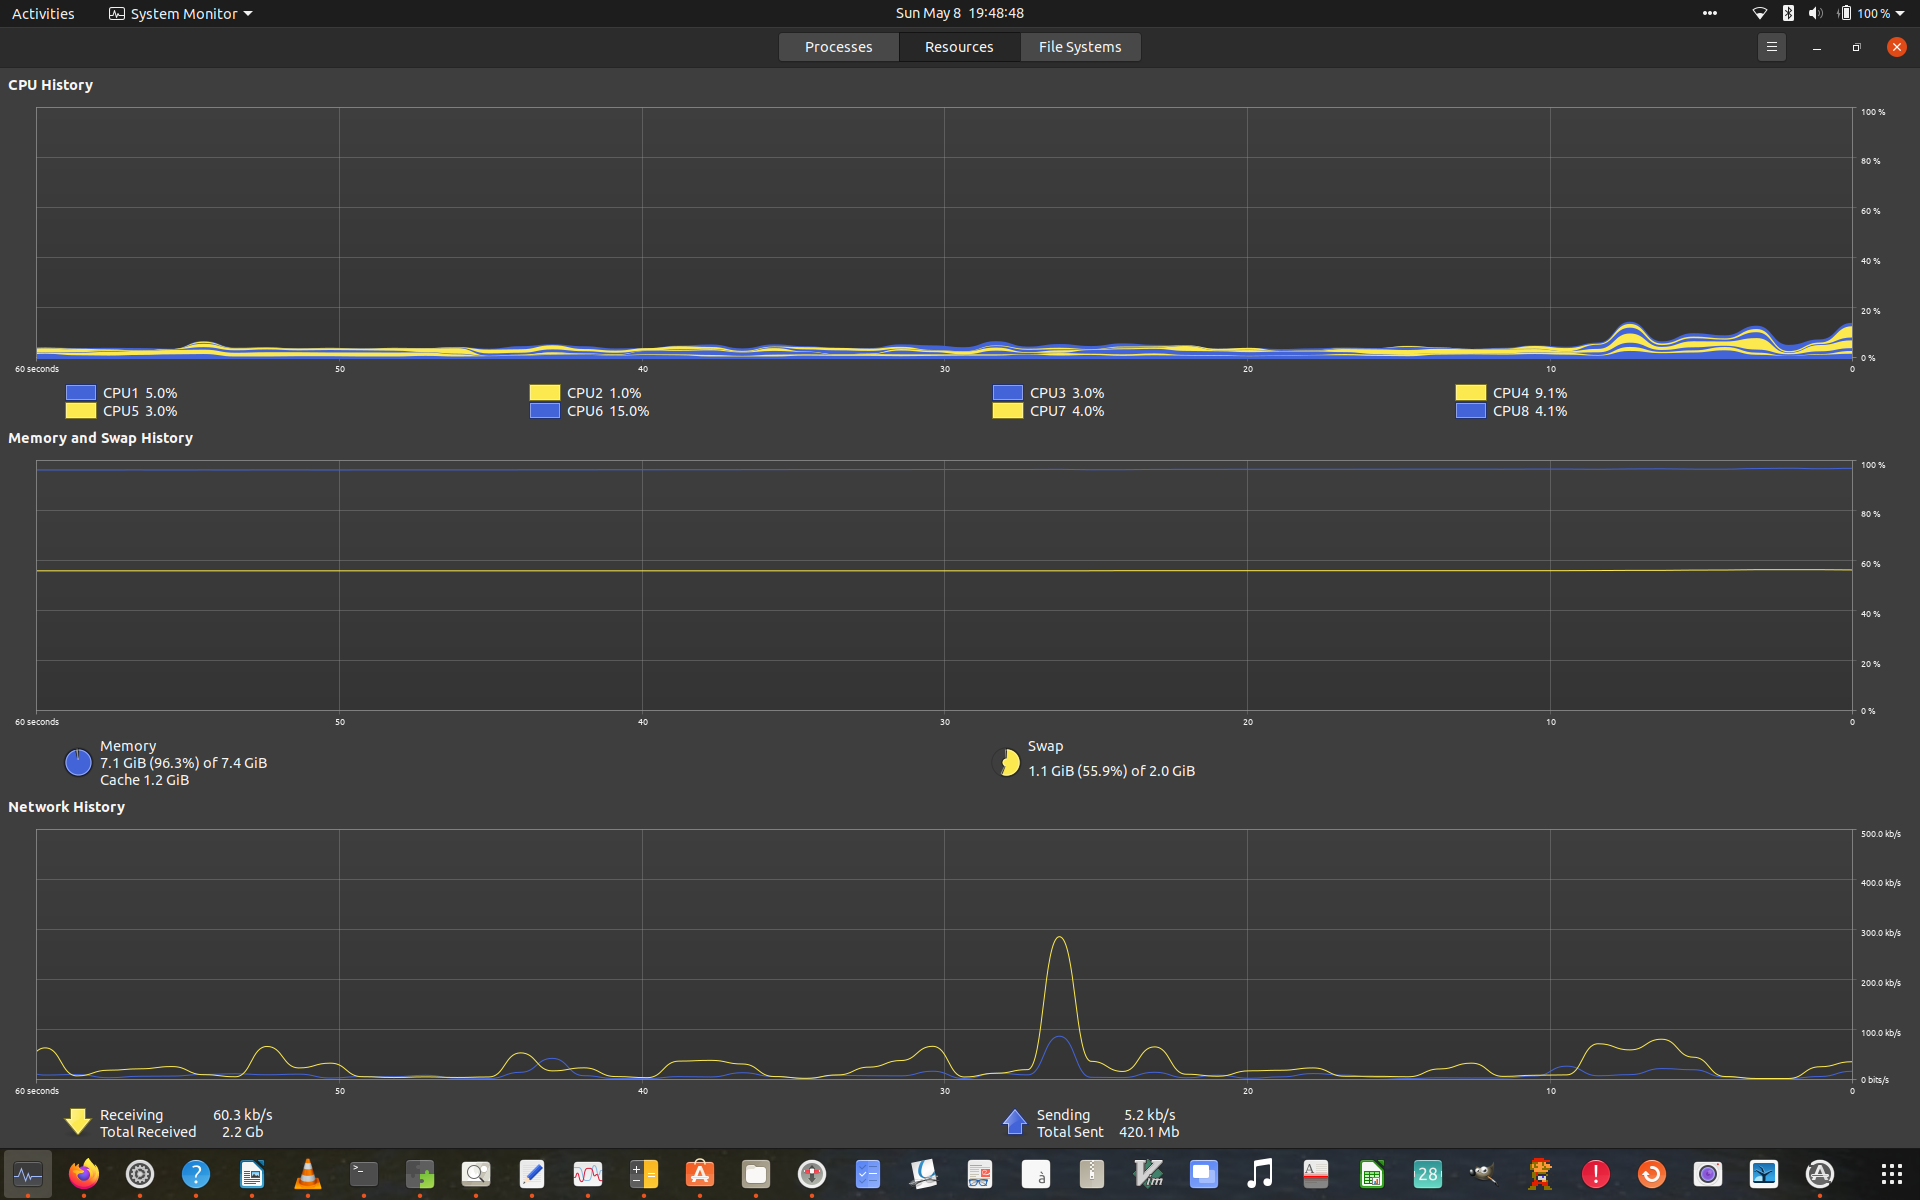 Activities System Monitor Sun May 8 19:48:48 100 %
Processes Resources File Systems
CPU History
100 %
80 %
60 %
40 %
20 %
0 %
60 seconds 50 40 30 20 10 0
CPU1 5.0% CPU2 1.0% CPU3 3.0% CPU4 9.1%
CPU5 3.0% CPU6 15.0% CPU7 4.0% CPU8 4.1%
Memory and Swap History
100 %
80 %
60 %
40 %
20 %
0 %
60 seconds 50 40 30 20 10 0
Memory
7.1 GiB (96.3%) of 7.4 GiB
Cache 1.2 GiB
Swap
1.1 GiB (55.9%) of 2.0 GiB
Network History
500.0 kb/s
400.0 kb/s
300.0 kb/s
200.0 kb/s
100.0 kb/s
0 bits/s
60 seconds 50 40 30 20 10 0
Receiving 60.3 kb/s
Total Received 2.2 Gb
Sending 5.2 kb/s
Total Sent 420.1 Mb
? >_ A à Vim A 28 !